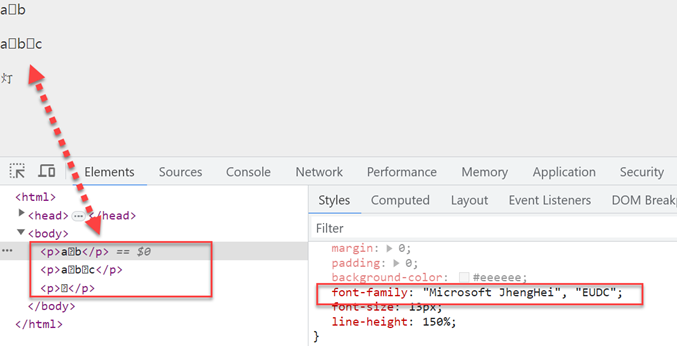 a□b
a□b□c
灯
Elements Sources Console Network Performance Memory Application Security
<html>
<head>…</head>
<body>
<p>a□b</p> == $0
<p>a□b□c</p>
<p>□</p>
</body>
</html>
Styles Computed Layout Event Listeners DOM Break
Filter
margin: 0;
padding: 0;
background-color: #eeeeee;
font-family: "Microsoft JhengHei", "EUDC";
font-size: 13px;
line-height: 150%;
}